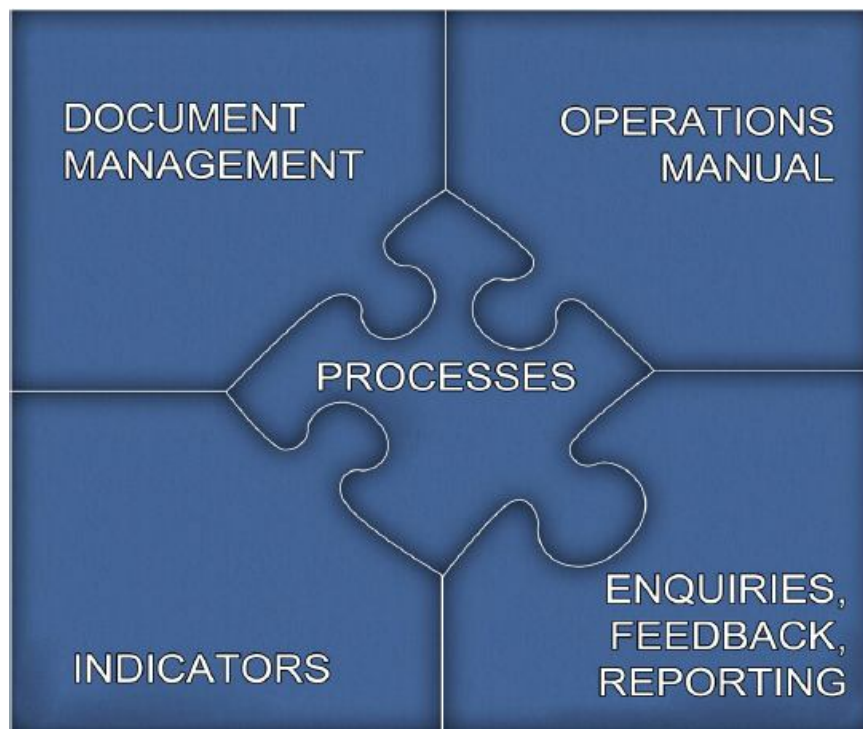 DOCUMENT
MANAGEMENT
OPERATIONS
MANUAL
PROCESSES
INDICATORS
ENQUIRIES,
FEEDBACK,
REPORTING